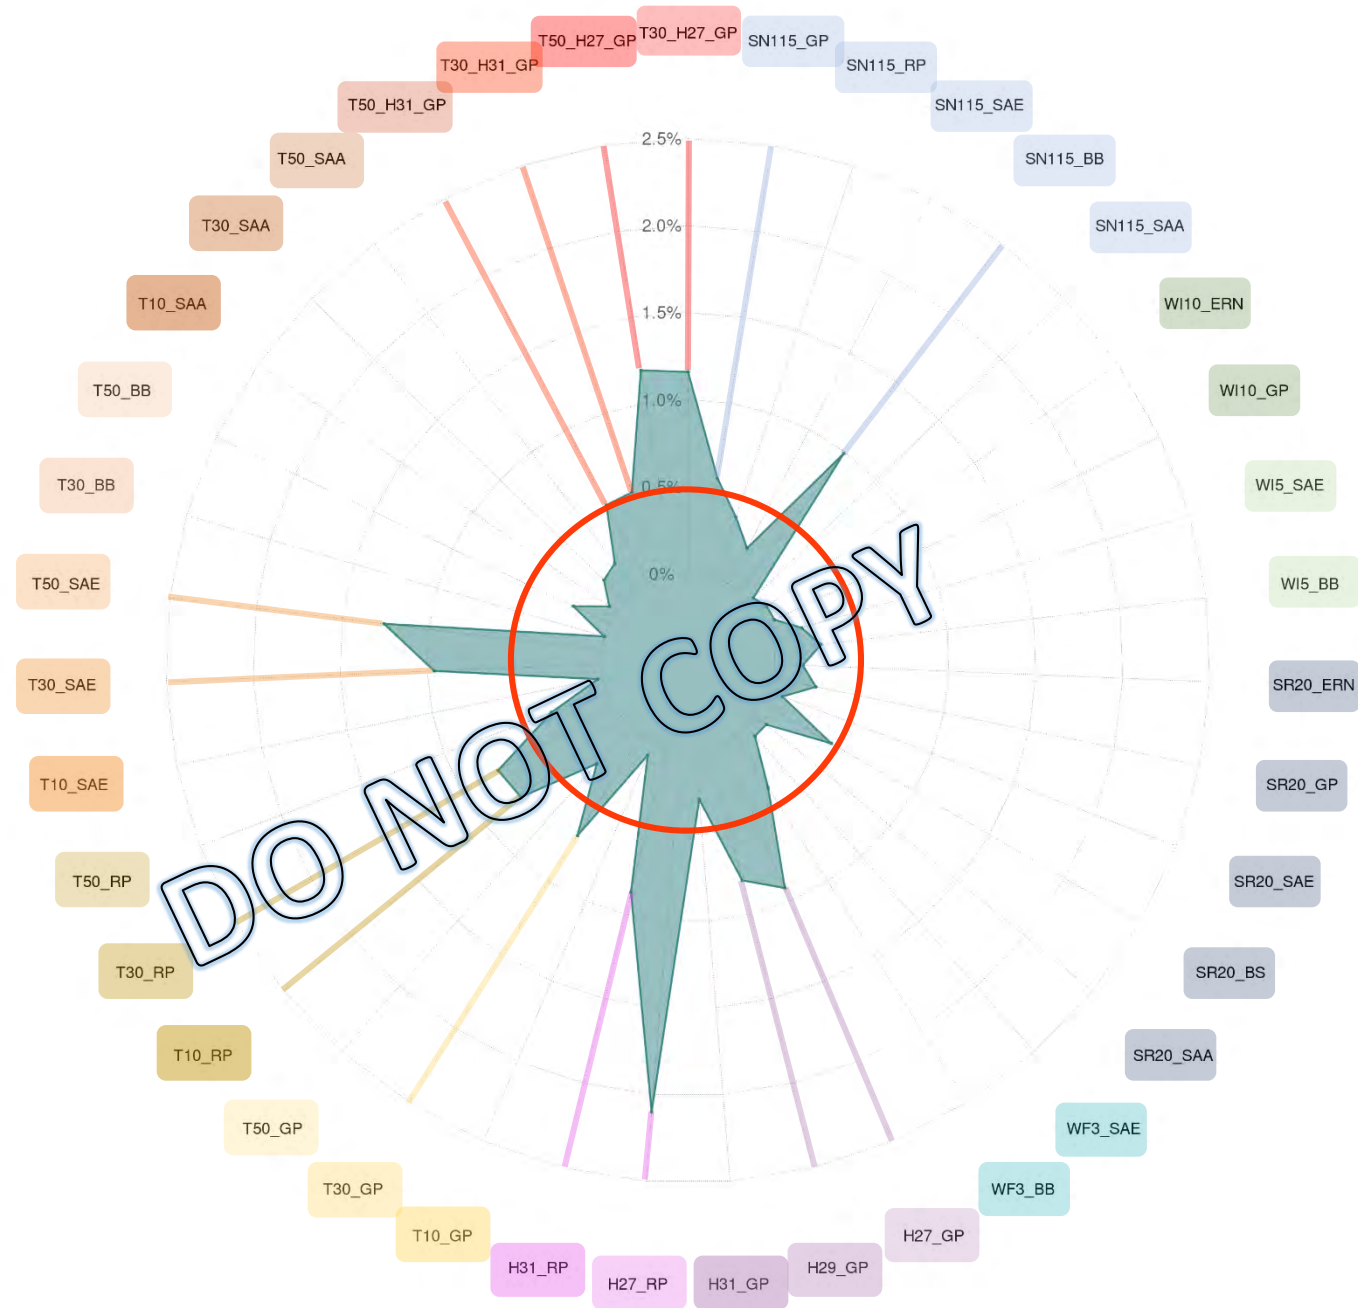 T50_H27_GP
T30_H27_GP
SN115_GP
SN115_RP
SN115_SAE
SN115_BB
SN115_SAA
WI10_ERN
WI10_GP
WI5_SAE
WI5_BB
SR20_ERN
SR20_GP
SR20_SAE
SR20_BS
SR20_SAA
WF3_SAE
WF3_BB
H27_GP
H29_GP
H31_GP
H27_RP
H31_RP
T10_GP
T30_GP
T50_GP
T10_RP
T30_RP
T50_RP
T10_SAE
T30_SAE
T50_SAE
T30_BB
T50_BB
T10_SAA
T30_SAA
T50_SAA
T50_H31_GP
T30_H31_GP
2.5%
2.0%
1.5%
1.0%
0.5%
0%
DO NOT COPY